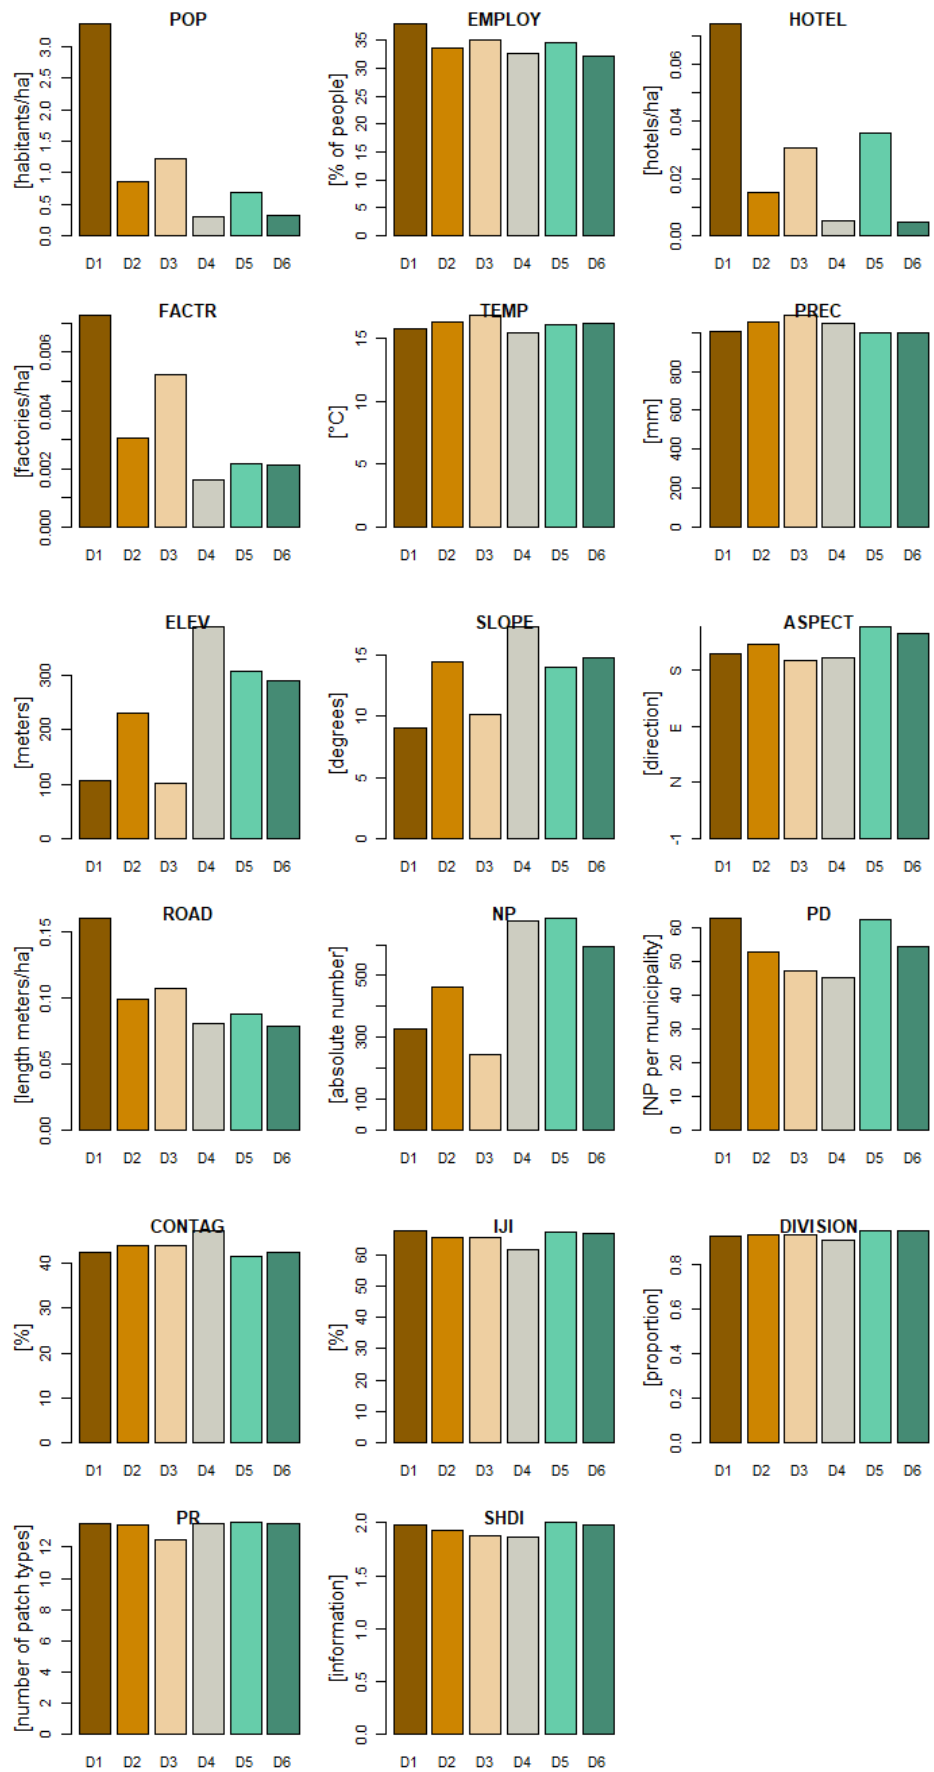 POP
EMPLOY
HOTEL
[habitants/ha]
0.0 0.5 1.0 1.5 2.0 2.5 3.0
D1 D2 D3 D4 D5 D6
[% of people]
0 5 10 15 20 25 30 35
D1 D2 D3 D4 D5 D6
[hotels/ha]
0.00 0.02 0.04 0.06
D1 D2 D3 D4 D5 D6
FACTR
TEMP
PREC
[factories/ha]
0.000 0.002 0.004 0.006
D1 D2 D3 D4 D5 D6
[°C]
0 5 10 15
D1 D2 D3 D4 D5 D6
[mm]
0 200 400 600 800
D1 D2 D3 D4 D5 D6
ELEV
SLOPE
ASPECT
[meters]
0 100 200 300
D1 D2 D3 D4 D5 D6
[degrees]
0 5 10 15
D1 D2 D3 D4 D5 D6
[direction]
-1 N E S
D1 D2 D3 D4 D5 D6
ROAD
NP
PD
[length meters/ha]
0.00 0.05 0.10 0.15
D1 D2 D3 D4 D5 D6
[absolute number]
0 100 300 500
D1 D2 D3 D4 D5 D6
[NP per municipality]
0 10 20 30 40 50 60
D1 D2 D3 D4 D5 D6
CONTAG
IJI
DIVISION
[%]
0 10 20 30 40
D1 D2 D3 D4 D5 D6
[%]
0 10 20 30 40 50 60
D1 D2 D3 D4 D5 D6
[proportion]
0.0 0.2 0.4 0.6 0.8
D1 D2 D3 D4 D5 D6
PR
SHDI
[number of patch types]
0 2 4 6 8 10 12
D1 D2 D3 D4 D5 D6
[information]
0.0 0.5 1.0 1.5 2.0
D1 D2 D3 D4 D5 D6